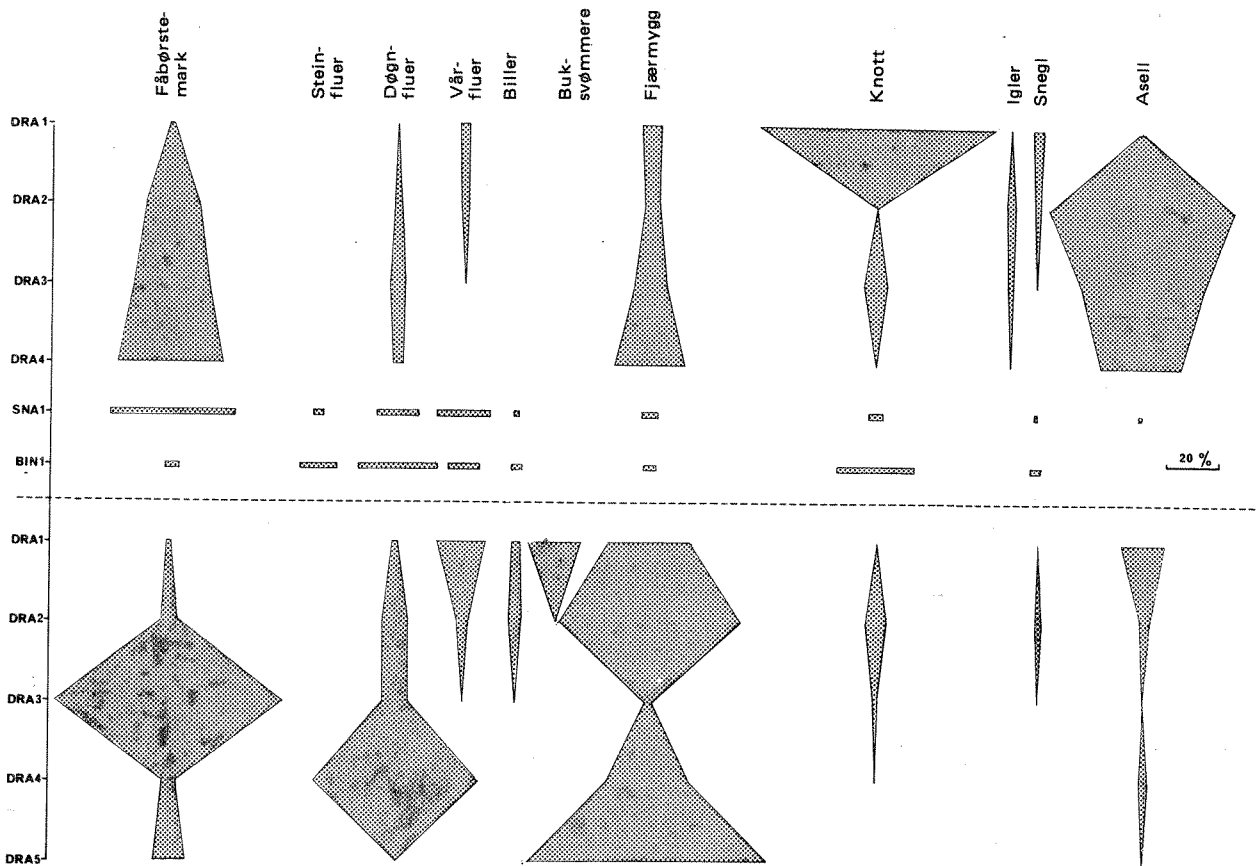 Fåbørste-
mark
Stein-
fluer
Døgn-
fluer
Vår-
fluer
Biller
Buk-
svømmere
Fjærmygg
Knott
Igler
Snegl
Asell
DRA1
DRA2
DRA3
DRA4
SNA1
BIN1
20 %
DRA1
DRA2
DRA3
DRA4
DRA5